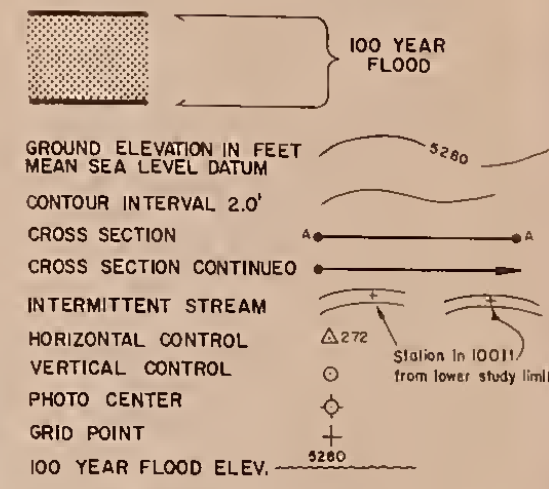 100 YEAR
FLOOD
GROUND ELEVATION IN FEET
MEAN SEA LEVEL DATUM
5280
CONTOUR INTERVAL 2.0'
CROSS SECTION
A A
CROSS SECTION CONTINUEO
INTERMITTENT STREAM
HORIZONTAL CONTROL
272
Station in 100ft
from lower study limit
VERTICAL CONTROL
PHOTO CENTER
GRID POINT
5280
100 YEAR FLOOD ELEV.